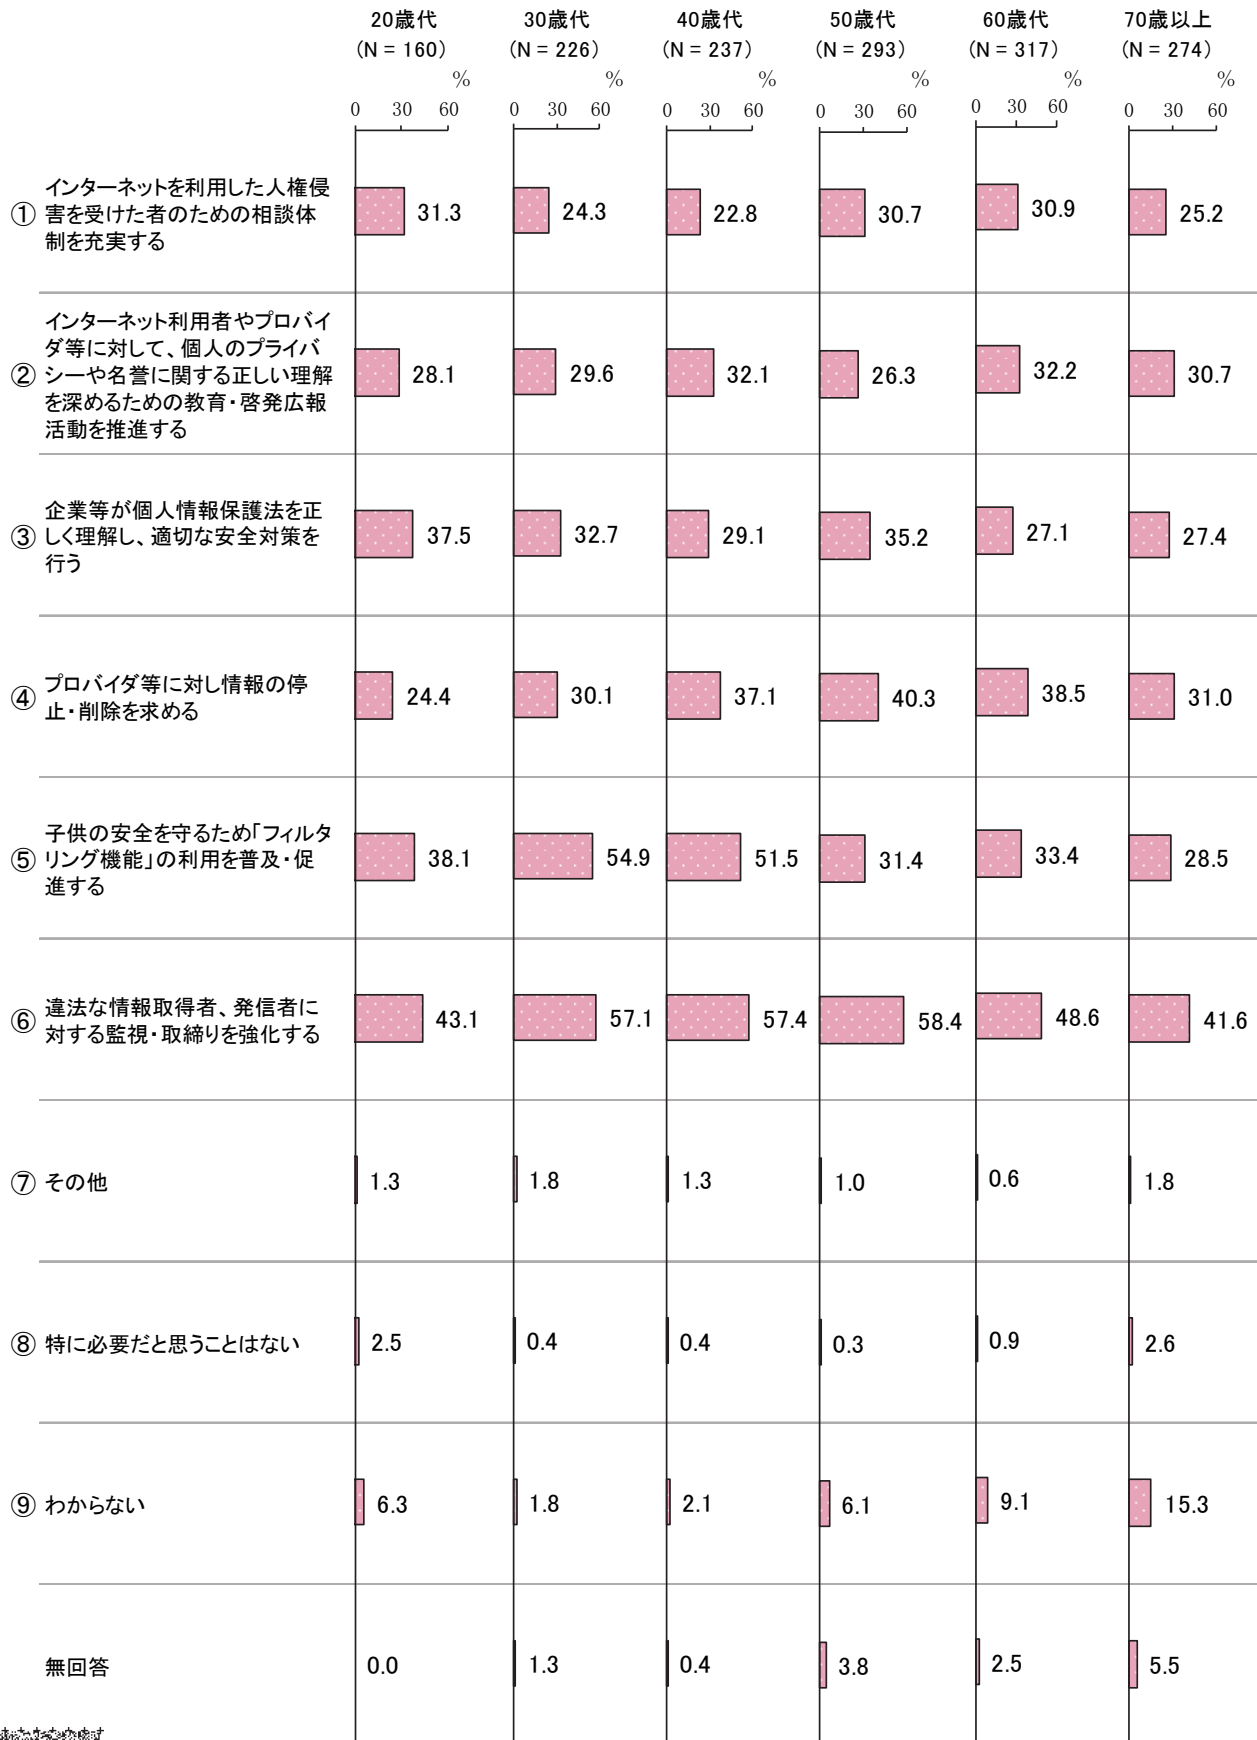 20歳代 30歳代 40歳代 50歳代 60歳代 70歳以上
(N = 160) (N = 226) (N = 237) (N = 293) (N = 317) (N = 274)
% % % % % %
0 30 60 0 30 60 0 30 60 0 30 60 0 30 60 0 30 60
インターネットを利用した人権侵
① 害を受けた者のための相談体 31.3 24.3 22.8 30.7 30.9 25.2
制を充実する
インターネット利用者やプロバイ
ダ等に対して、個人のプライバ
② シーや名誉に関する正しい理解 28.1 29.6 32.1 26.3 32.2 30.7
を深めるための教育・啓発広報
活動を推進する
企業等が個人情報保護法を正
③ しく理解し、適切な安全対策を 37.5 32.7 29.1 35.2 27.1 27.4
行う
④ プロバイダ等に対し情報の停 24.4 30.1 37.1 40.3 38.5 31.0
止・削除を求める
子供の安全を守るため「フィルタ
⑤ リング機能」の利用を普及・促 38.1 54.9 51.5 31.4 33.4 28.5
進する
⑥ 違法な情報取得者、発信者に 43.1 57.1 57.4 58.4 48.6 41.6
対する監視・取締りを強化する
⑦ その他 1.3 1.8 1.3 1.0 0.6 1.8
⑧ 特に必要だと思うことはない 2.5 0.4 0.4 0.3 0.9 2.6
⑨ わからない 6.3 1.8 2.1 6.1 9.1 15.3
無回答 0.0 1.3 0.4 3.8 2.5 5.5